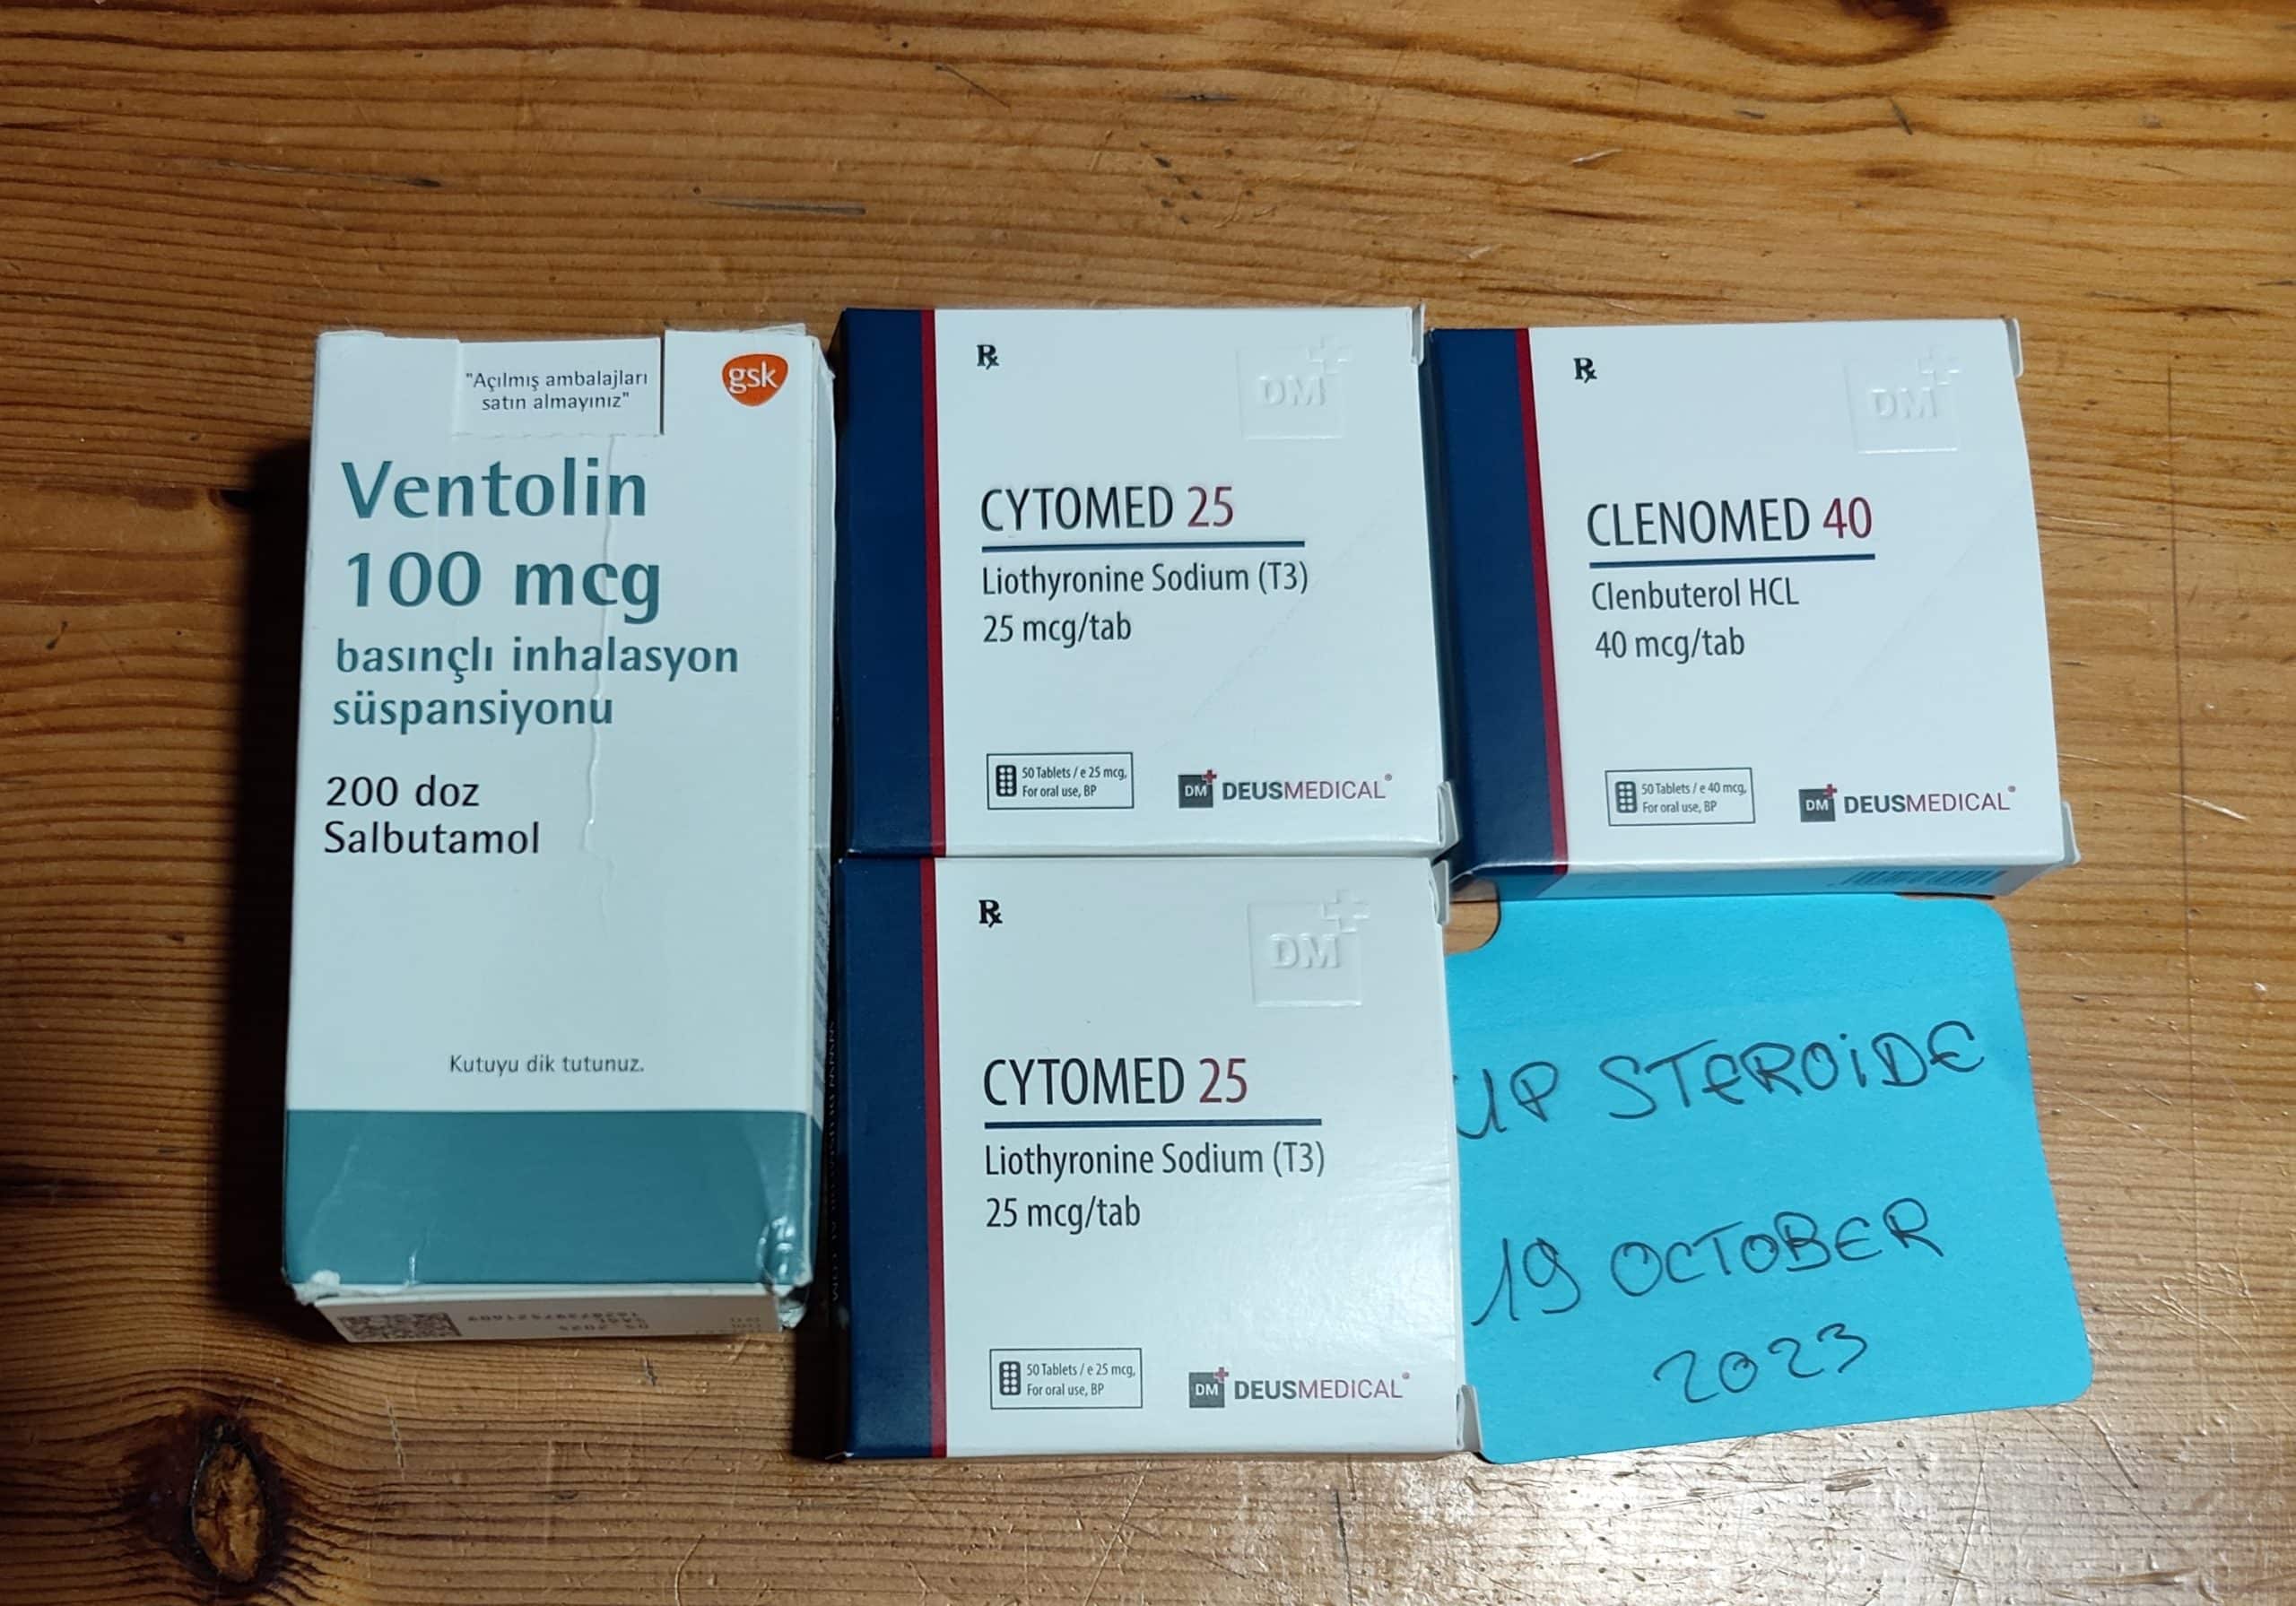 "Açılmış ambalajları
satın almayınız"
gsk
Ventolin
100 mcg
basınçlı inhalasyon
süspansiyonu
200 doz
Salbutamol
Kutuyu dik tutunuz.
℞
DM
CYTOMED 25
Liothyronine Sodium (T3)
25 mcg/tab
50 Tablets / e 25 mcg,
For oral use, BP
DM DEUSMEDICAL®
℞
DM
CLENOMED 40
Clenbuterol HCL
40 mcg/tab
50 Tablets / e 40 mcg,
For oral use, BP
DM DEUSMEDICAL®
℞
DM
CYTOMED 25
Liothyronine Sodium (T3)
25 mcg/tab
50 Tablets / e 25 mcg,
For oral use, BP
DM DEUSMEDICAL®
UP STEROiDE
19 OCTOBER
2023